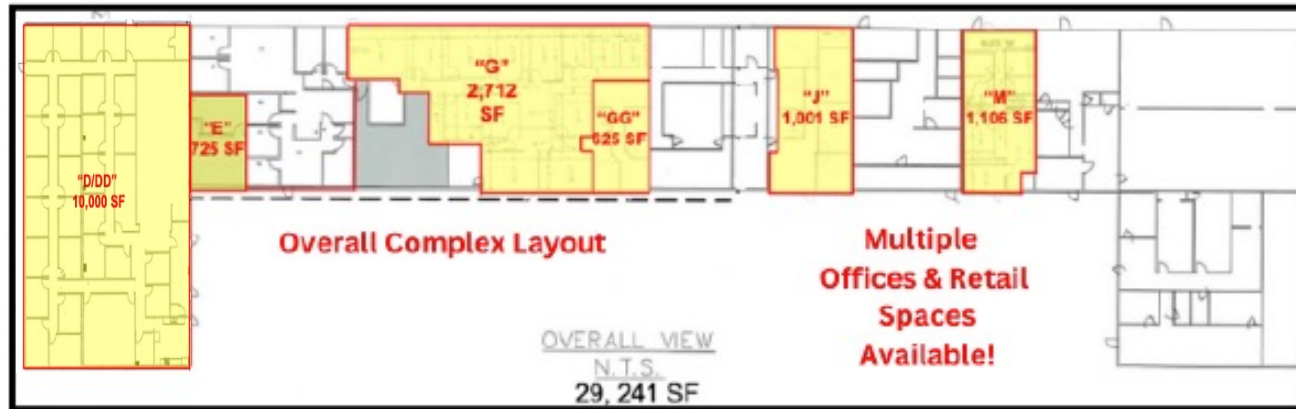 “G”
2,712
SF
“GG”
625 SF
“J”
1,001 SF
“M”
1,106 SF
“E”
725 SF
“D/DD”
10,000 SF
Overall Complex Layout
Multiple
Offices & Retail
Spaces
Available!
OVERALL VIEW
N.T.S.
29, 241 SF